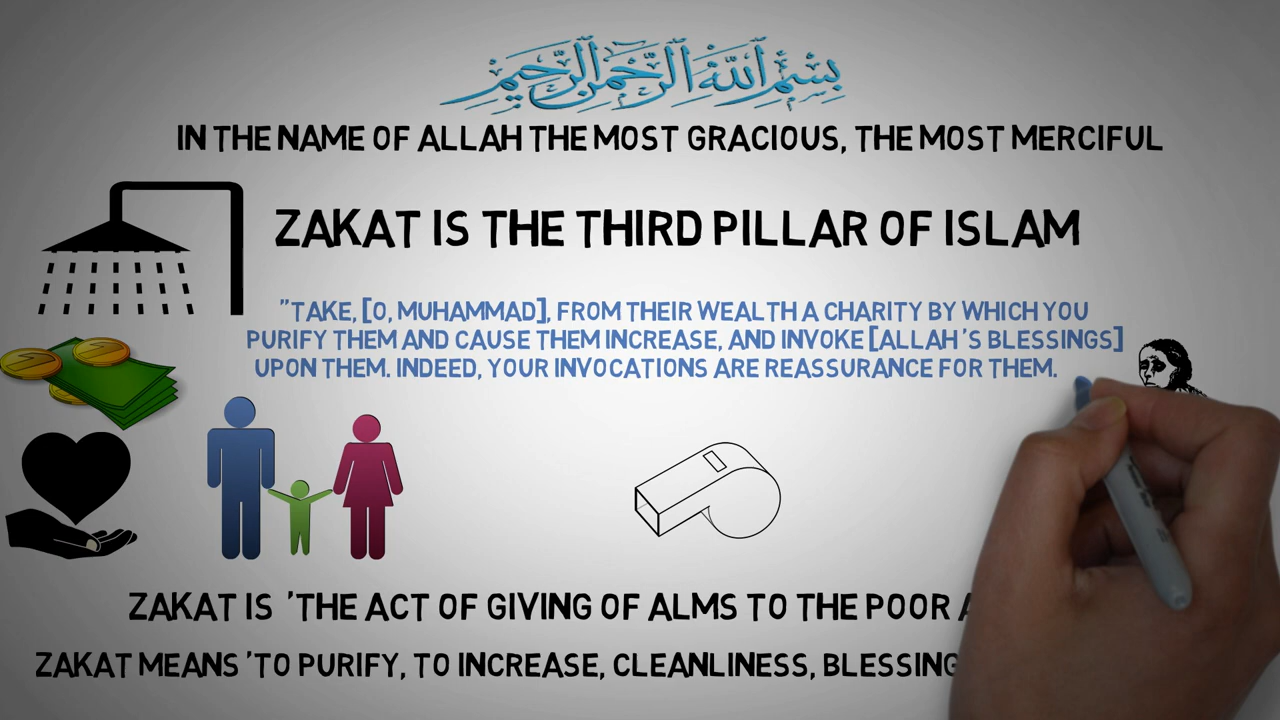 بسم الله الرحمن الرحيم
IN THE NAME OF ALLAH THE MOST GRACIOUS, THE MOST MERCIFUL
ZAKAT IS THE THIRD PILLAR OF ISLAM
"TAKE, [O, MUHAMMAD], FROM THEIR WEALTH A CHARITY BY WHICH YOU
PURIFY THEM AND CAUSE THEM INCREASE, AND INVOKE [ALLAH'S BLESSINGS]
UPON THEM. INDEED, YOUR INVOCATIONS ARE REASSURANCE FOR THEM.
ZAKAT IS 'THE ACT OF GIVING OF ALMS TO THE POOR
ZAKAT MEANS 'TO PURIFY, TO INCREASE, CLEANLINESS, BLESSING